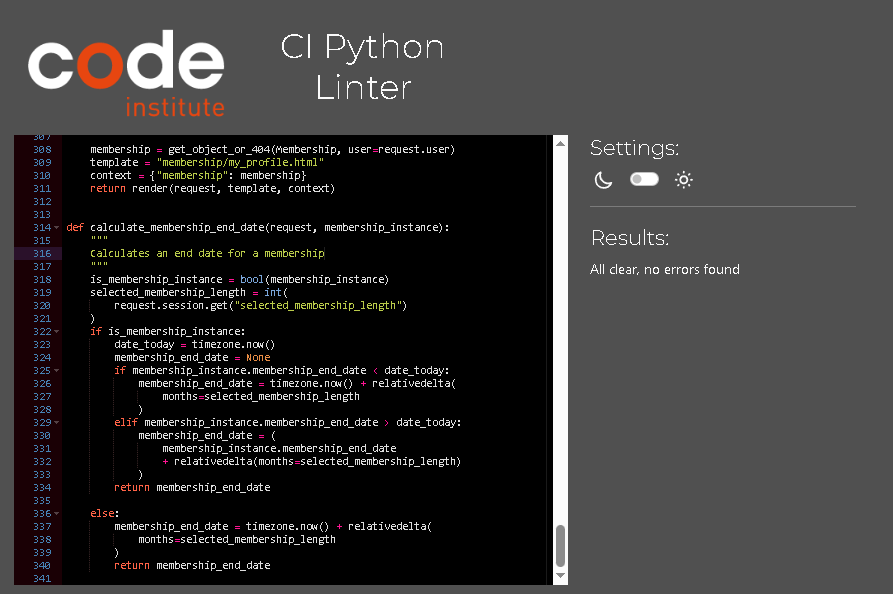 code
institute
CI Python
Linter
307
308 membership = get_object_or_404(Membership, user=request.user)
309 template = "membership/my_profile.html"
310 context = {"membership": membership}
311 return render(request, template, context)
312
313
314 def calculate_membership_end_date(request, membership_instance):
315 """
316 Calculates an end date for a membership
317 """
318 is_membership_instance = bool(membership_instance)
319 selected_membership_length = int(
320 request.session.get("selected_membership_length")
321 )
322 if is_membership_instance:
323 date_today = timezone.now()
324 membership_end_date = None
325 if membership_instance.membership_end_date < date_today:
326 membership_end_date = timezone.now() + relativedelta(
327 months=selected_membership_length
328 )
329 elif membership_instance.membership_end_date > date_today:
330 membership_end_date = (
331 membership_instance.membership_end_date
332 + relativedelta(months=selected_membership_length)
333 )
334 return membership_end_date
335
336 else:
337 membership_end_date = timezone.now() + relativedelta(
338 months=selected_membership_length
339 )
340 return membership_end_date
341
Settings:
Results:
All clear, no errors found